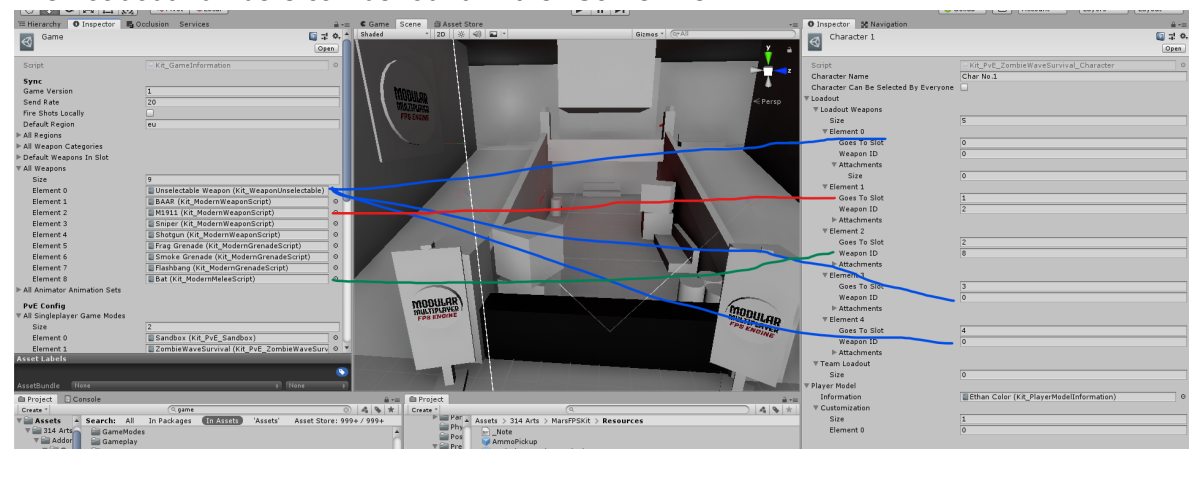 Hierarchy Inspector Occlusion Services
Game
Open
Script Kit_GameInformation
Sync
Game Version 1
Send Rate 20
Fire Shots Locally
Default Region eu
All Regions
All Weapon Categories
Default Weapons In Slot
All Weapons
Size 9
Element 0 Unselectable Weapon (Kit_WeaponUnselectable)
Element 1 BAAR (Kit_ModernWeaponScript)
Element 2 M1911 (Kit_ModernWeaponScript)
Element 3 Sniper (Kit_ModernWeaponScript)
Element 4 Shotgun (Kit_ModernWeaponScript)
Element 5 Frag Grenade (Kit_ModernGrenadeScript)
Element 6 Smoke Grenade (Kit_ModernGrenadeScript)
Element 7 Flashbang (Kit_ModernGrenadeScript)
Element 8 Bat (Kit_ModernMeleeScript)
All Animator Animation Sets
PvE Config
All Singleplayer Game Modes
Size 2
Element 0 Sandbox (Kit_PvE_Sandbox)
Element 1 ZombieWaveSurvival (Kit_PvE_ZombieWaveSurv
Asset Labels
AssetBundle None None
Game Scene Asset Store
Shaded 2D Gizmos All
y
z
Persp
MODULAR
MULTIPLAYER
FPS ENGINE
MODULAR
MULTIPLAYER
FPS ENGINE
MODULAR
MULTIPLAYER
FPS ENGINE
Inspector Navigation
Character 1
Open
Script Kit_PvE_ZombieWaveSurvival_Character
Character Name Char No.1
Character Can Be Selected By Everyone
Loadout
Loadout Weapons
Size 5
Element 0
Goes To Slot 0
Weapon ID 0
Attachments
Size 0
Element 1
Goes To Slot 1
Weapon ID 2
Attachments
Element 2
Goes To Slot 2
Weapon ID 8
Attachments
Element 3
Goes To Slot 3
Weapon ID 0
Attachments
Element 4
Goes To Slot 4
Weapon ID 0
Attachments
Team Loadout
Size 0
Player Model
Information Ethan Color (Kit_PlayerModelInformation)
Customization
Size 1
Element 0 0
Project Console
Create game
Assets Search: All In Packages In Assets 'Assets' Asset Store: 999+ / 999+
314 Arts GameModes
Addor Gameplay
Project
Create
Assets > 314 Arts > MarsFPSKit > Resources
Phy _Note
Pos AmmoPickup
Pre